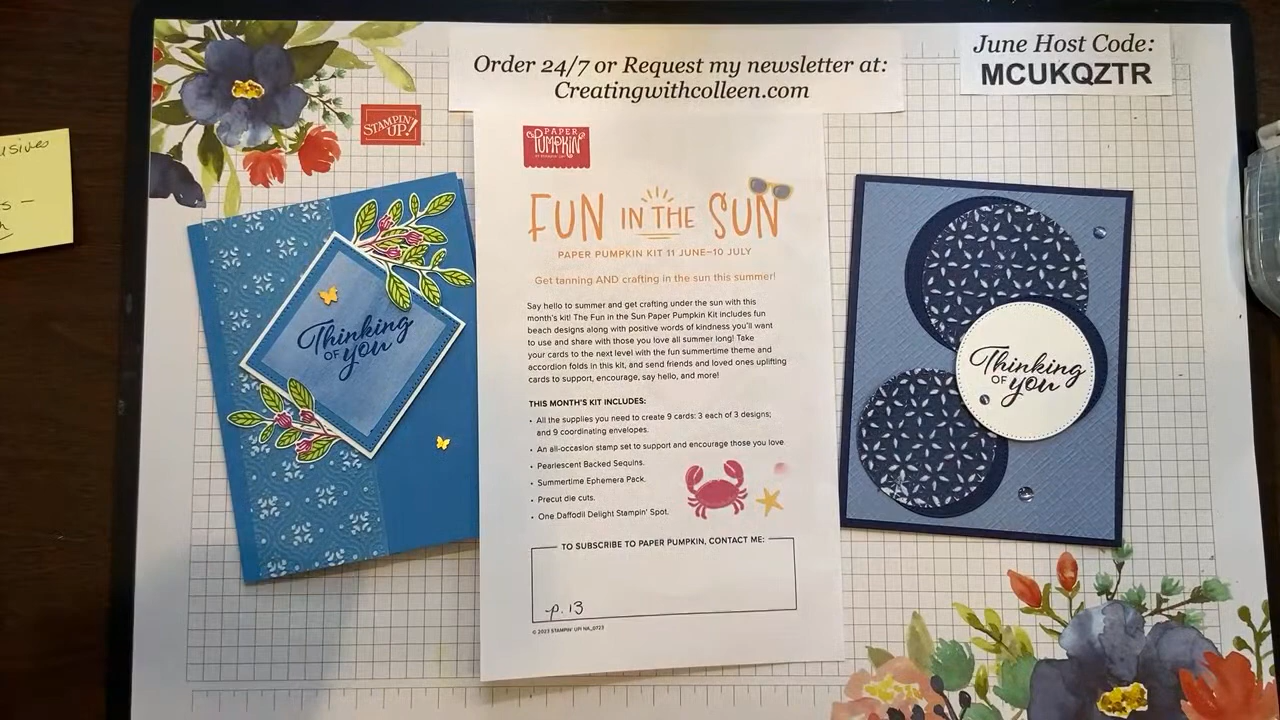 Order 24/7 or Request my newsletter at:
Creatingwithcolleen.com
June Host Code:
MCUKQZTR
STAMPIN' UP!
PAPER
PUMPKIN
FUN IN THE SUN
PAPER PUMPKIN KIT 11 JUNE–10 JULY
Get tanning AND crafting in the sun this summer!
Say hello to summer and get crafting under the sun with this
month's kit! The Fun in the Sun Paper Pumpkin Kit includes fun
beach designs along with positive words of kindness you'll want
to use and share with those you love all summer long! Take
your cards to the next level with the fun summertime theme and
accordion folds in this kit, and send friends and loved ones uplifting
cards to support, encourage, say hello, and more!
THIS MONTH'S KIT INCLUDES:
• All the supplies you need to create 9 cards: 3 each of 3 designs;
and 9 coordinating envelopes.
• An all-occasion stamp set to support and encourage those you love.
• Pearlescent Backed Sequins.
• Summertime Ephemera Pack.
• Precut die cuts.
• One Daffodil Delight Stampin' Spot.
TO SUBSCRIBE TO PAPER PUMPKIN, CONTACT ME:
p. 13
© 2023 STAMPIN' UP! NA_0723
Thinking
OF you
Thinking
OF you